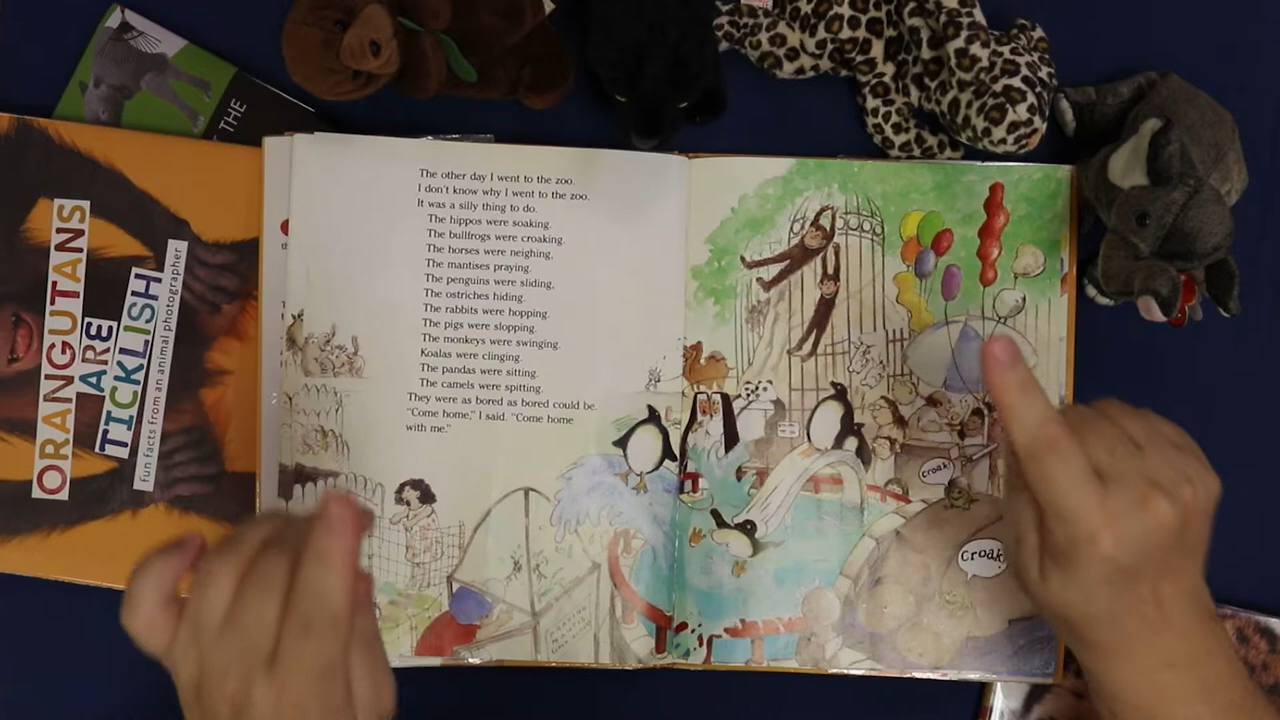 THE
ORANGUTANS
ARE
TICKLISH
fun facts from an animal photographer
The other day I went to the zoo.
I don't know why I went to the zoo.
It was a silly thing to do.
The hippos were soaking.
The bullfrogs were croaking.
The horses were neighing,
The mantises praying.
The penguins were sliding,
The ostriches hiding.
The rabbits were hopping.
The pigs were slopping.
The monkeys were swinging.
Koalas were clinging.
The pandas were sitting.
The camels were spitting.
They were as bored as bored could be.
"Come home," I said. "Come home
with me."
Croak!
Croak!
PRAYING
MANTIS